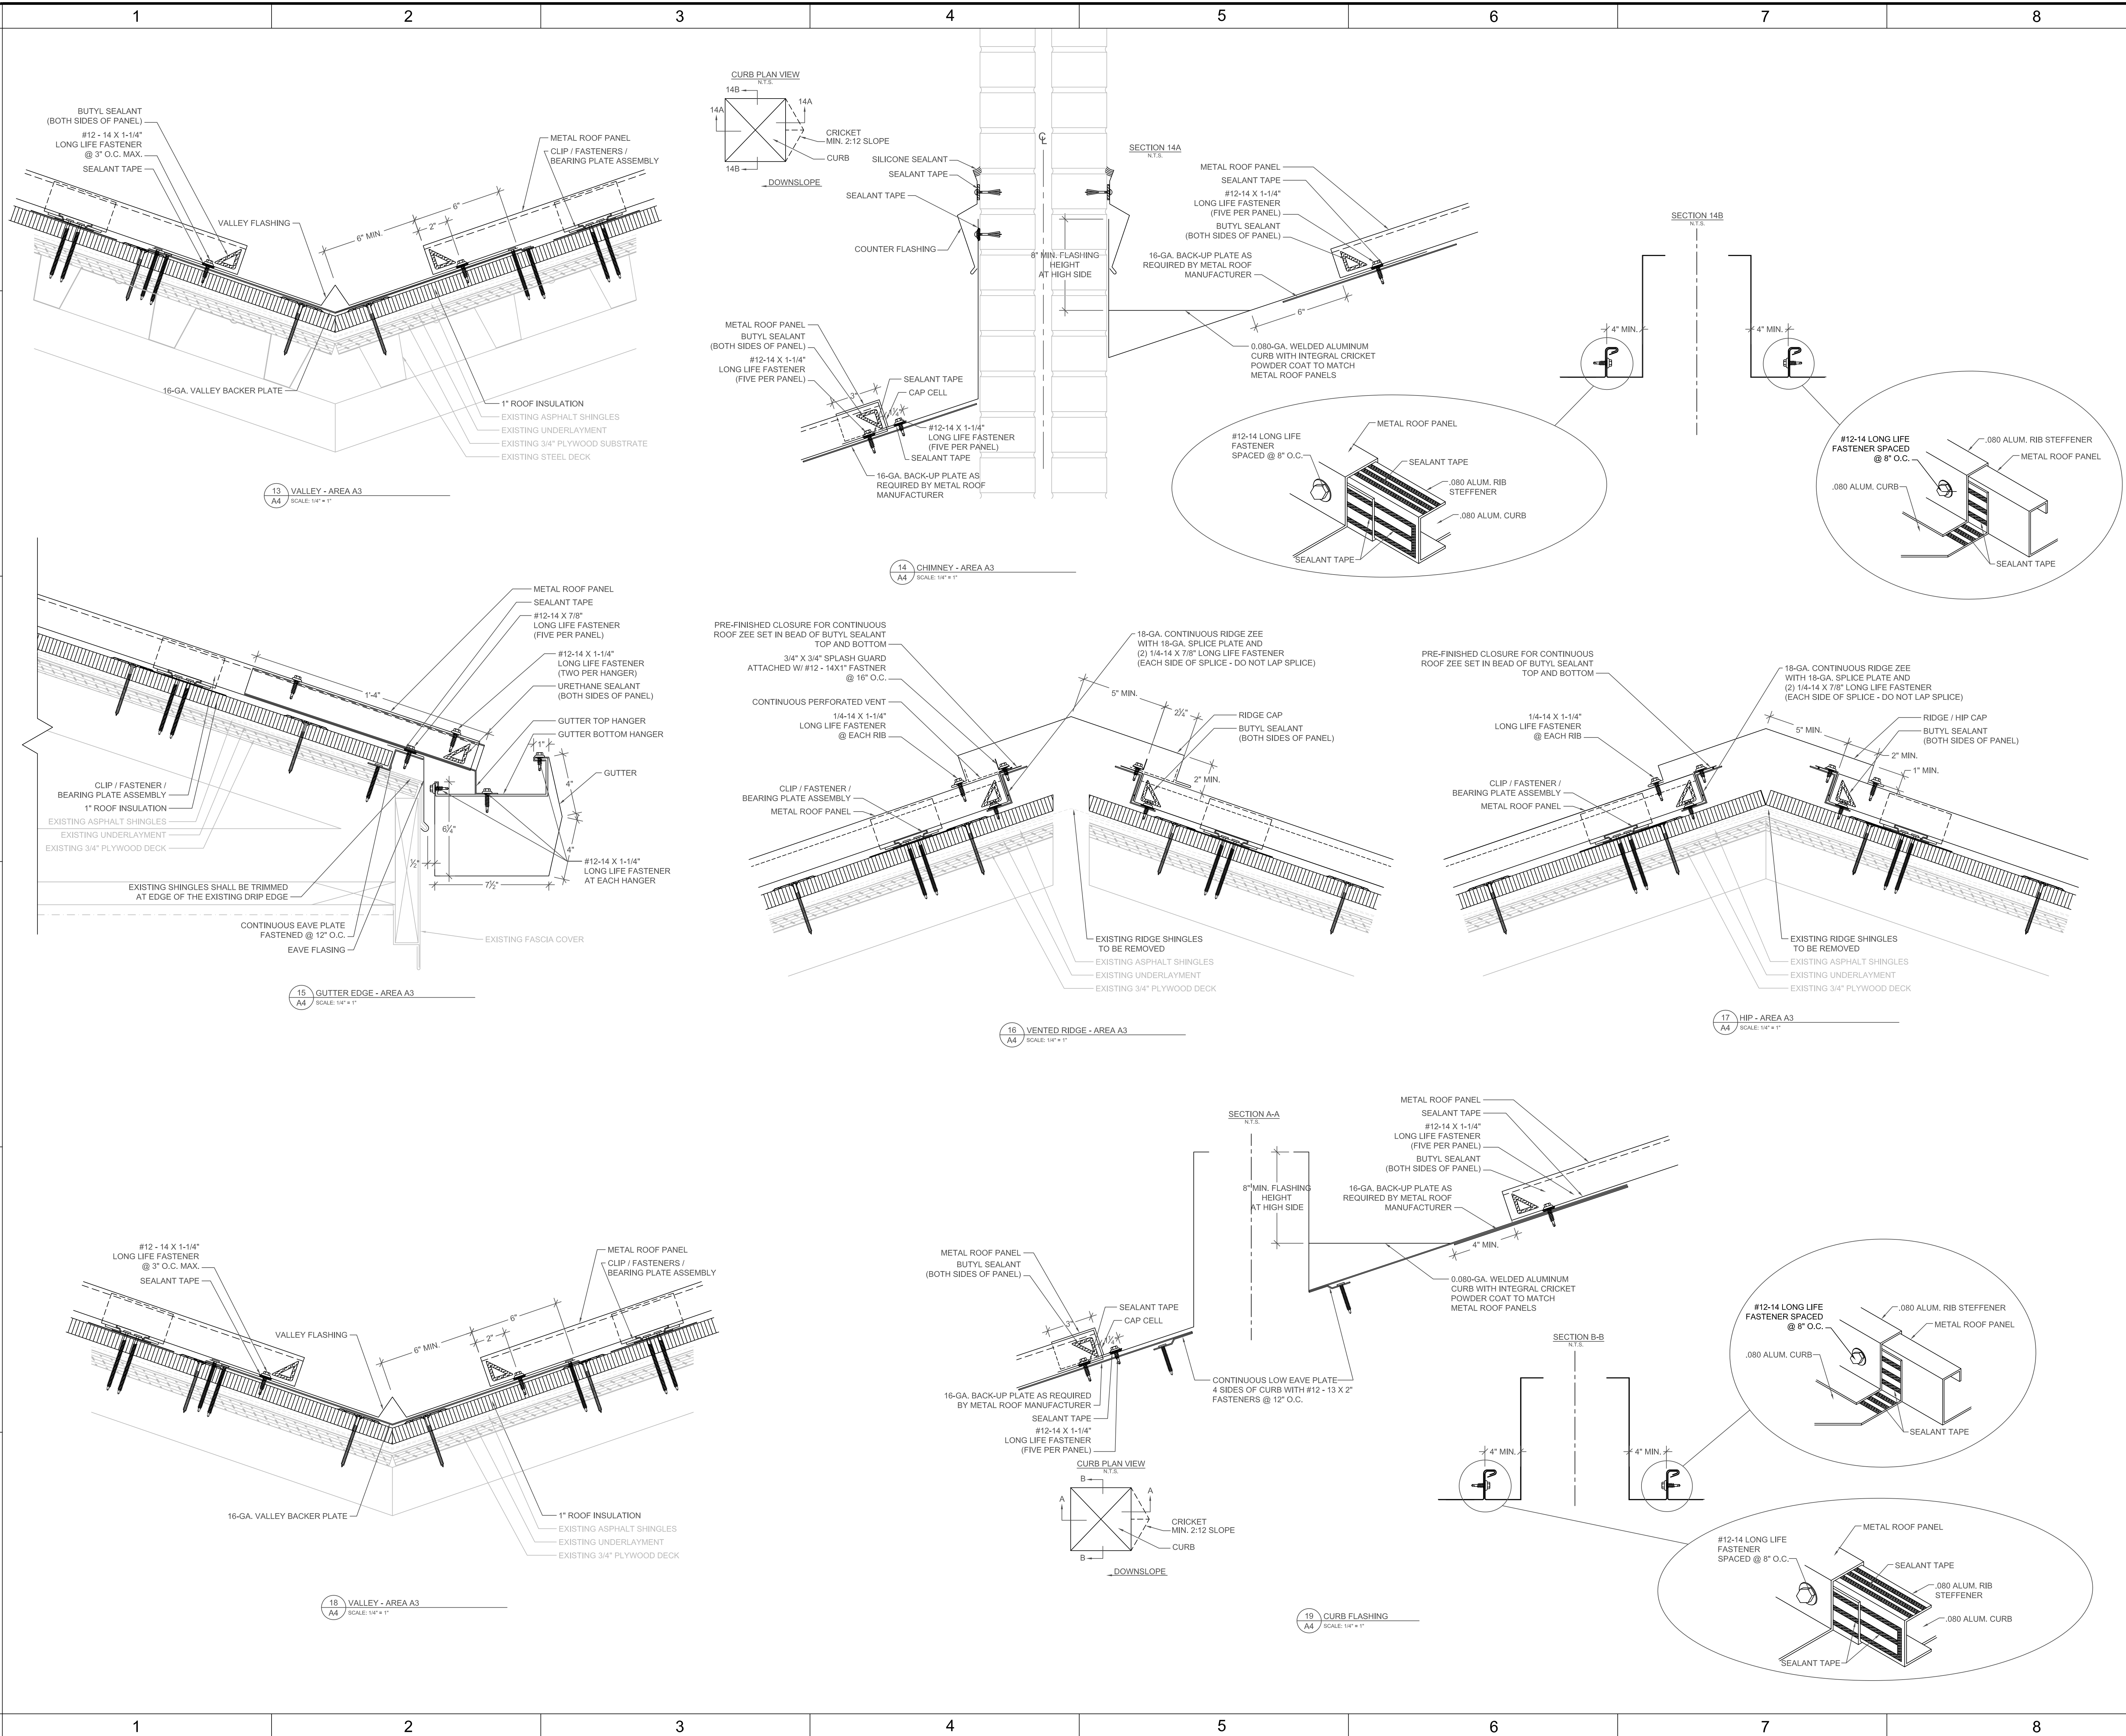 1
2
3
4
5
6
7
8
BUTYL SEALANT
(BOTH SIDES OF PANEL)
#12 - 14 X 1-1/4"
LONG LIFE FASTENER
@ 3" O.C. MAX.
SEALANT TAPE
VALLEY FLASHING
6" MIN.
2"
6"
METAL ROOF PANEL
CLIP / FASTENERS /
BEARING PLATE ASSEMBLY
16-GA. VALLEY BACKER PLATE
1" ROOF INSULATION
EXISTING ASPHALT SHINGLES
EXISTING UNDERLAYMENT
EXISTING 3/4" PLYWOOD SUBSTRATE
EXISTING STEEL DECK
13
A4
VALLEY - AREA A3
SCALE: 1/4" = 1"
CURB PLAN VIEW
N.T.S.
14B
14A
14A
14B
CRICKET
MIN. 2:12 SLOPE
CURB
DOWNSLOPE
SILICONE SEALANT
SEALANT TAPE
SEALANT TAPE
COUNTER FLASHING
℄
8" MIN. FLASHING
HEIGHT
AT HIGH SIDE
SECTION 14A
N.T.S.
METAL ROOF PANEL
SEALANT TAPE
#12-14 X 1-1/4"
LONG LIFE FASTENER
(FIVE PER PANEL)
BUTYL SEALANT
(BOTH SIDES OF PANEL)
16-GA. BACK-UP PLATE AS
REQUIRED BY METAL ROOF
MANUFACTURER
6"
0.080-GA. WELDED ALUMINUM
CURB WITH INTEGRAL CRICKET
POWDER COAT TO MATCH
METAL ROOF PANELS
METAL ROOF PANEL
BUTYL SEALANT
(BOTH SIDES OF PANEL)
#12-14 X 1-1/4"
LONG LIFE FASTENER
(FIVE PER PANEL)
3"
SEALANT TAPE
CAP CELL
1¼"
#12-14 X 1-1/4"
LONG LIFE FASTENER
(FIVE PER PANEL)
SEALANT TAPE
16-GA. BACK-UP PLATE AS
REQUIRED BY METAL ROOF
MANUFACTURER
14
A4
CHIMNEY - AREA A3
SCALE: 1/4" = 1"
SECTION 14B
N.T.S.
4" MIN.
4" MIN.
#12-14 LONG LIFE
FASTENER
SPACED @ 8" O.C.
METAL ROOF PANEL
SEALANT TAPE
.080 ALUM. RIB
STEFFENER
.080 ALUM. CURB
SEALANT TAPE
#12-14 LONG LIFE
FASTENER SPACED
@ 8" O.C.
.080 ALUM. RIB STEFFENER
METAL ROOF PANEL
.080 ALUM. CURB
SEALANT TAPE
METAL ROOF PANEL
SEALANT TAPE
#12-14 X 7/8"
LONG LIFE FASTENER
(FIVE PER PANEL)
#12-14 X 1-1/4"
LONG LIFE FASTENER
(TWO PER HANGER)
URETHANE SEALANT
(BOTH SIDES OF PANEL)
GUTTER TOP HANGER
GUTTER BOTTOM HANGER
1'-4"
1"
4"
GUTTER
4"
6¼"
½"
7½"
#12-14 X 1-1/4"
LONG LIFE FASTENER
AT EACH HANGER
CLIP / FASTENER /
BEARING PLATE ASSEMBLY
1" ROOF INSULATION
EXISTING ASPHALT SHINGLES
EXISTING UNDERLAYMENT
EXISTING 3/4" PLYWOOD DECK
EXISTING SHINGLES SHALL BE TRIMMED
AT EDGE OF THE EXISTING DRIP EDGE
CONTINUOUS EAVE PLATE
FASTENED @ 12" O.C.
EAVE FLASING
EXISTING FASCIA COVER
15
A4
GUTTER EDGE - AREA A3
SCALE: 1/4" = 1"
PRE-FINISHED CLOSURE FOR CONTINUOUS
ROOF ZEE SET IN BEAD OF BUTYL SEALANT
TOP AND BOTTOM
3/4" X 3/4" SPLASH GUARD
ATTACHED W/ #12 - 14X1" FASTNER
@ 16" O.C.
CONTINUOUS PERFORATED VENT
1/4-14 X 1-1/4"
LONG LIFE FASTENER
@ EACH RIB
CLIP / FASTENER /
BEARING PLATE ASSEMBLY
METAL ROOF PANEL
18-GA. CONTINUOUS RIDGE ZEE
WITH 18-GA. SPLICE PLATE AND
(2) 1/4-14 X 7/8" LONG LIFE FASTENER
(EACH SIDE OF SPLICE - DO NOT LAP SPLICE)
5" MIN.
2¾"
RIDGE CAP
BUTYL SEALANT
(BOTH SIDES OF PANEL)
2" MIN.
EXISTING RIDGE SHINGLES
TO BE REMOVED
EXISTING ASPHALT SHINGLES
EXISTING UNDERLAYMENT
EXISTING 3/4" PLYWOOD DECK
16
A4
VENTED RIDGE - AREA A3
SCALE: 1/4" = 1"
PRE-FINISHED CLOSURE FOR CONTINUOUS
ROOF ZEE SET IN BEAD OF BUTYL SEALANT
TOP AND BOTTOM
1/4-14 X 1-1/4"
LONG LIFE FASTENER
@ EACH RIB
CLIP / FASTENER /
BEARING PLATE ASSEMBLY
METAL ROOF PANEL
18-GA. CONTINUOUS RIDGE ZEE
WITH 18-GA. SPLICE PLATE AND
(2) 1/4-14 X 7/8" LONG LIFE FASTENER
(EACH SIDE OF SPLICE - DO NOT LAP SPLICE)
5" MIN.
RIDGE / HIP CAP
BUTYL SEALANT
(BOTH SIDES OF PANEL)
2" MIN.
1" MIN.
EXISTING RIDGE SHINGLES
TO BE REMOVED
EXISTING ASPHALT SHINGLES
EXISTING UNDERLAYMENT
EXISTING 3/4" PLYWOOD DECK
17
A4
HIP - AREA A3
SCALE: 1/4" = 1"
#12 - 14 X 1-1/4"
LONG LIFE FASTENER
@ 3" O.C. MAX.
SEALANT TAPE
VALLEY FLASHING
6" MIN.
2"
6"
METAL ROOF PANEL
CLIP / FASTENERS /
BEARING PLATE ASSEMBLY
16-GA. VALLEY BACKER PLATE
1" ROOF INSULATION
EXISTING ASPHALT SHINGLES
EXISTING UNDERLAYMENT
EXISTING 3/4" PLYWOOD DECK
18
A4
VALLEY - AREA A3
SCALE: 1/4" = 1"
SECTION A-A
N.T.S.
8" MIN. FLASHING
HEIGHT
AT HIGH SIDE
METAL ROOF PANEL
SEALANT TAPE
#12-14 X 1-1/4"
LONG LIFE FASTENER
(FIVE PER PANEL)
BUTYL SEALANT
(BOTH SIDES OF PANEL)
16-GA. BACK-UP PLATE AS
REQUIRED BY METAL ROOF
MANUFACTURER
4" MIN.
0.080-GA. WELDED ALUMINUM
CURB WITH INTEGRAL CRICKET
POWDER COAT TO MATCH
METAL ROOF PANELS
METAL ROOF PANEL
BUTYL SEALANT
(BOTH SIDES OF PANEL)
3"
SEALANT TAPE
CAP CELL
1¼"
16-GA. BACK-UP PLATE AS REQUIRED
BY METAL ROOF MANUFACTURER
SEALANT TAPE
#12-14 X 1-1/4"
LONG LIFE FASTENER
(FIVE PER PANEL)
CONTINUOUS LOW EAVE PLATE
4 SIDES OF CURB WITH #12 - 13 X 2"
FASTENERS @ 12" O.C.
CURB PLAN VIEW
N.T.S.
B
A
A
B
CRICKET
MIN. 2:12 SLOPE
CURB
DOWNSLOPE
SECTION B-B
N.T.S.
4" MIN.
4" MIN.
#12-14 LONG LIFE
FASTENER SPACED
@ 8" O.C.
.080 ALUM. RIB STEFFENER
METAL ROOF PANEL
.080 ALUM. CURB
SEALANT TAPE
#12-14 LONG LIFE
FASTENER
SPACED @ 8" O.C.
METAL ROOF PANEL
SEALANT TAPE
.080 ALUM. RIB
STEFFENER
.080 ALUM. CURB
SEALANT TAPE
19
A4
CURB FLASHING
SCALE: 1/4" = 1"
1
2
3
4
5
6
7
8